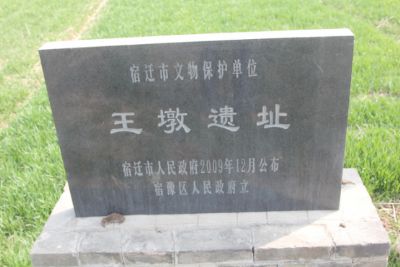 宿迁市文物保护单位
王墩遗址
宿迁市人民政府2009年12月公布
宿豫区人民政府立